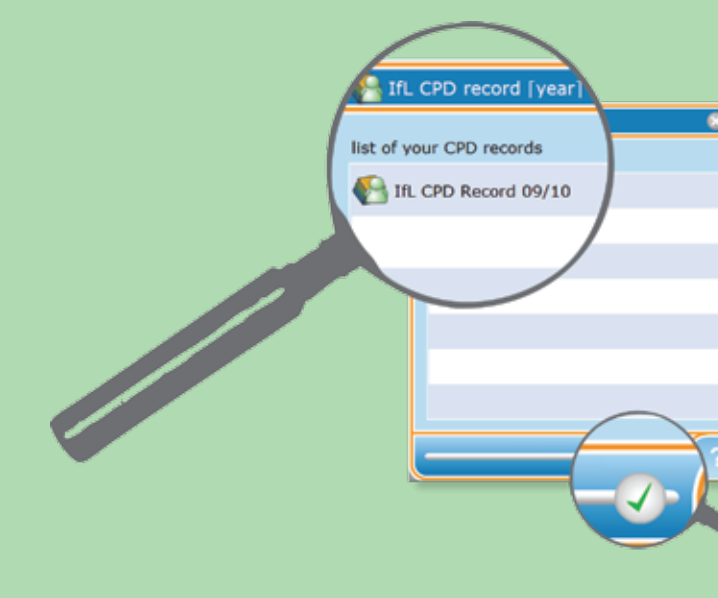 IfL CPD record [year]
list of your CPD records
IfL CPD Record 09/10
?